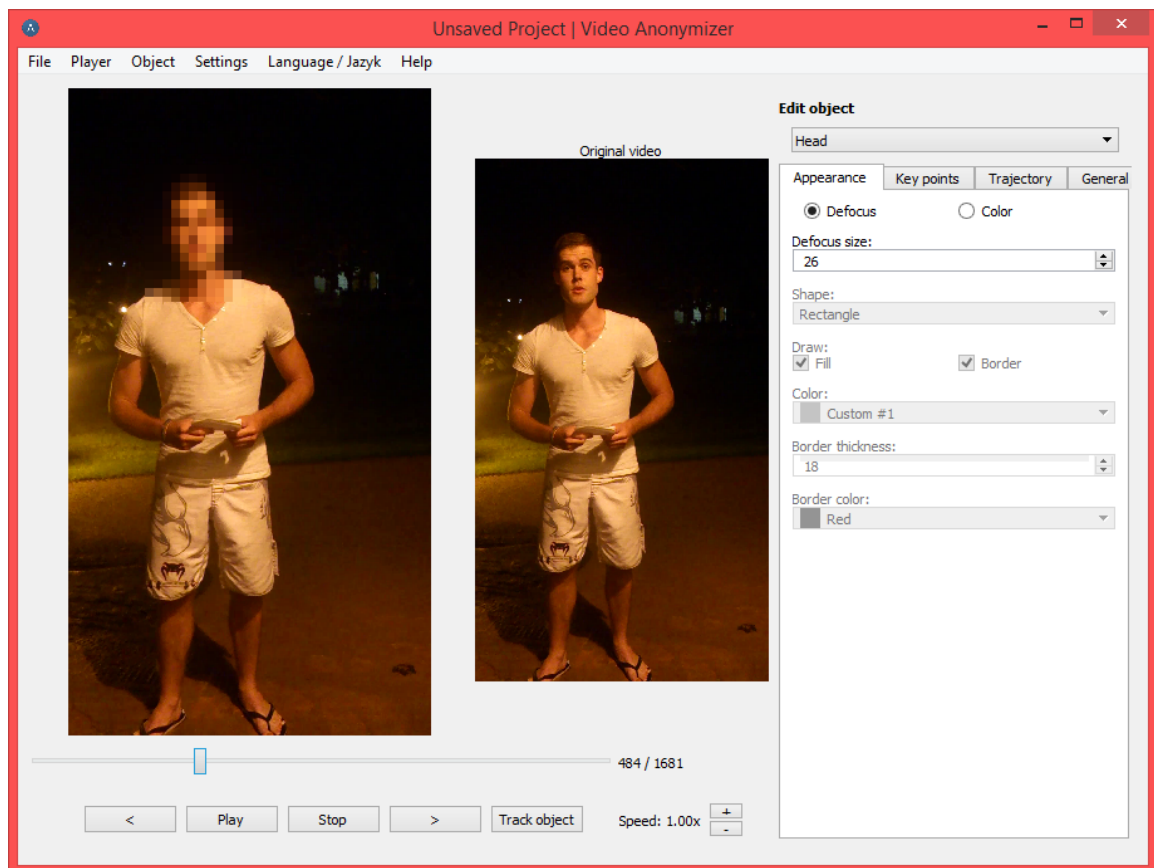 Unsaved Project | Video Anonymizer
File Player Object Settings Language / Jazyk Help
Original video
Edit object
Head
Appearance Key points Trajectory General
Defocus Color
Defocus size:
26
Shape:
Rectangle
Draw:
Fill Border
Color:
Custom #1
Border thickness:
18
Border color:
Red
484 / 1681
< Play Stop > Track object Speed: 1.00x + -